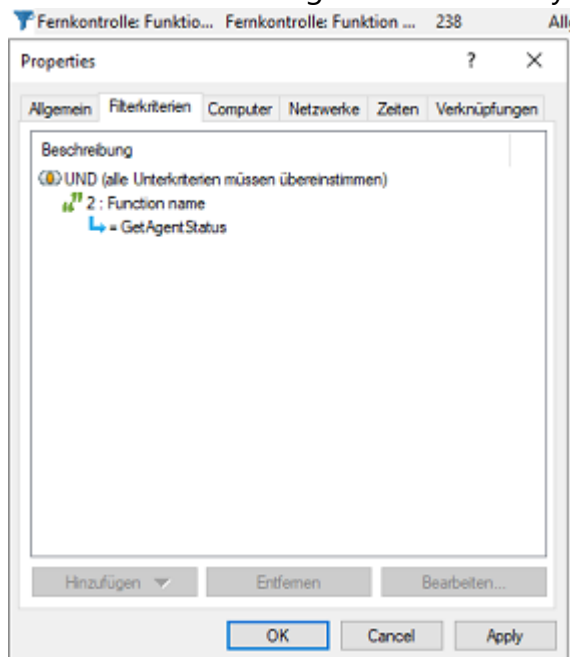 Fernkontrolle: Funktio... Fernkontrolle: Funktion ... 238
Properties ?
Allgemein Filterkriterien Computer Netzwerke Zeiten Verknüpfungen
Beschreibung
UND (alle Unterkriterien müssen übereinstimmen)
2 : Function name
= GetAgentStatus
Hinzufügen Entfernen Bearbeiten...
OK Cancel Apply